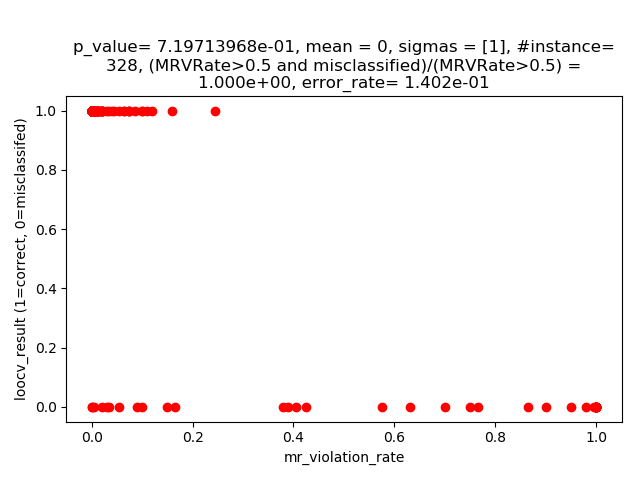 p_value= 7.19713968e-01, mean = 0, sigmas = [1], #instance=
328, (MRVRate>0.5 and misclassified)/(MRVRate>0.5) =
1.000e+00, error_rate= 1.402e-01
loocv_result (1=correct, 0=misclassifed)
1.0
0.8
0.6
0.4
0.2
0.0
0.0 0.2 0.4 0.6 0.8 1.0
mr_violation_rate